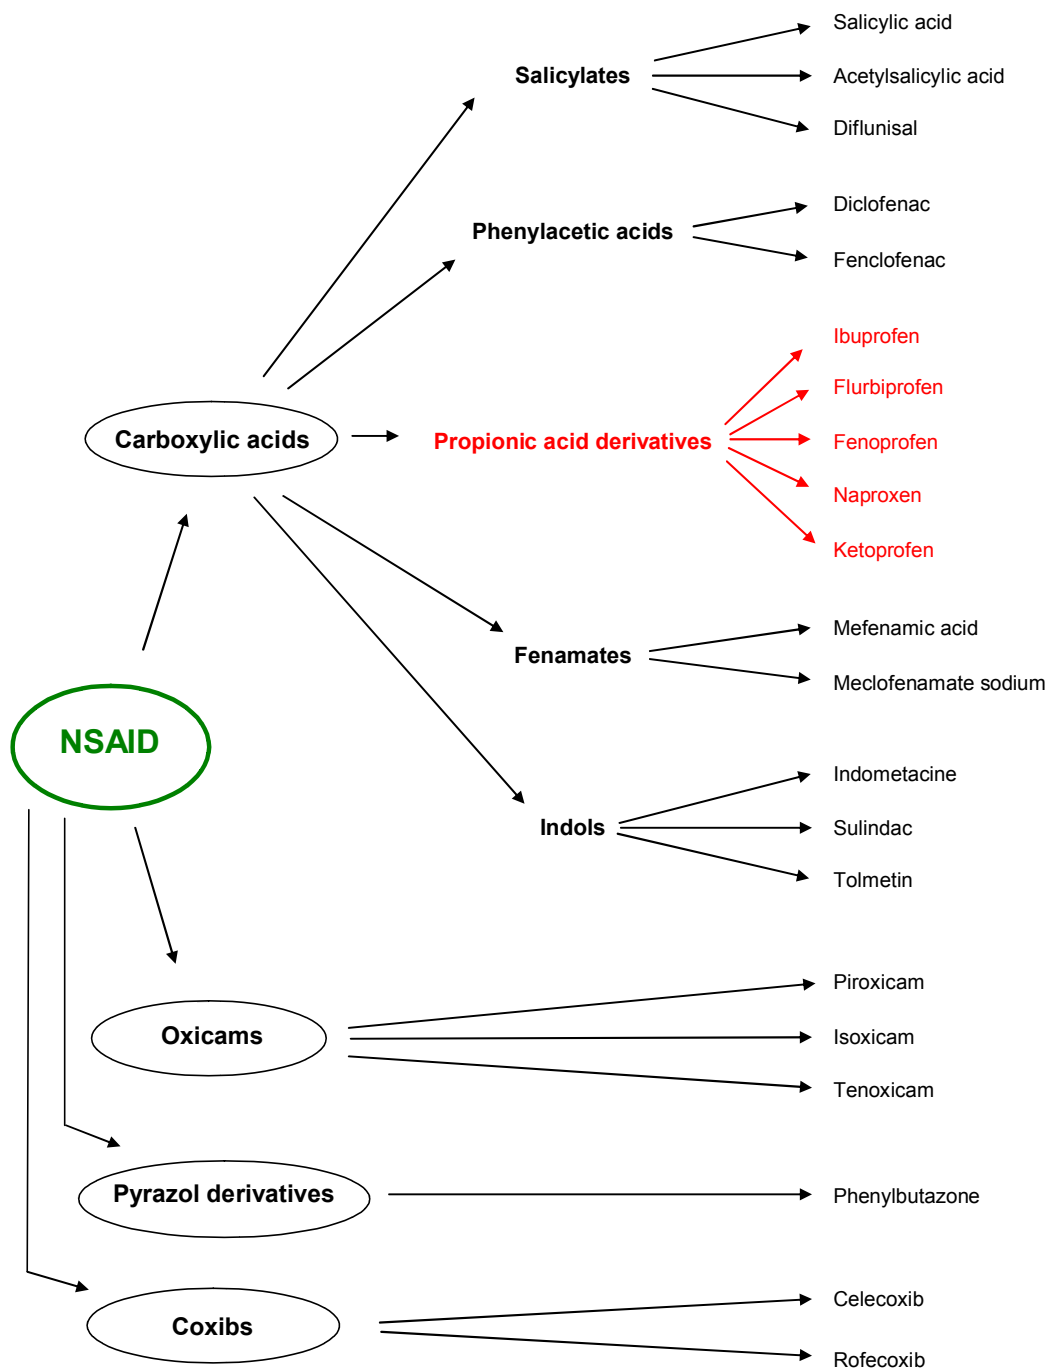 Salicylic acid
Salicylates
Acetylsalicylic acid
Diflunisal
Diclofenac
Phenylacetic acids
Fenclofenac
Ibuprofen
Flurbiprofen
Carboxylic acids
Propionic acid derivatives
Fenoprofen
Naproxen
Ketoprofen
Mefenamic acid
Fenamates
Meclofenamate sodium
NSAID
Indometacine
Indols
Sulindac
Tolmetin
Piroxicam
Oxicams
Isoxicam
Tenoxicam
Pyrazol derivatives
Phenylbutazone
Celecoxib
Coxibs
Rofecoxib